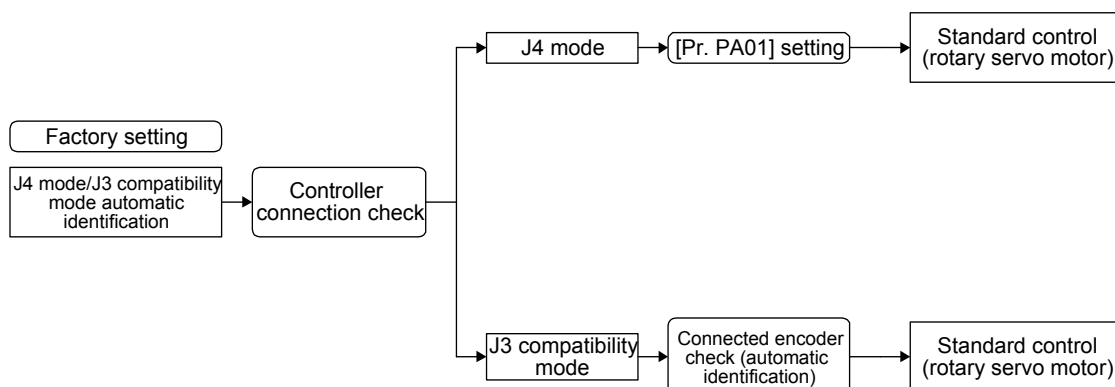 Factory setting
J4 mode/J3 compatibility
mode automatic
identification
Controller
connection check
J4 mode
[Pr. PA01] setting
Standard control
(rotary servo motor)
J3 compatibility
mode
Connected encoder
check (automatic
identification)
Standard control
(rotary servo motor)